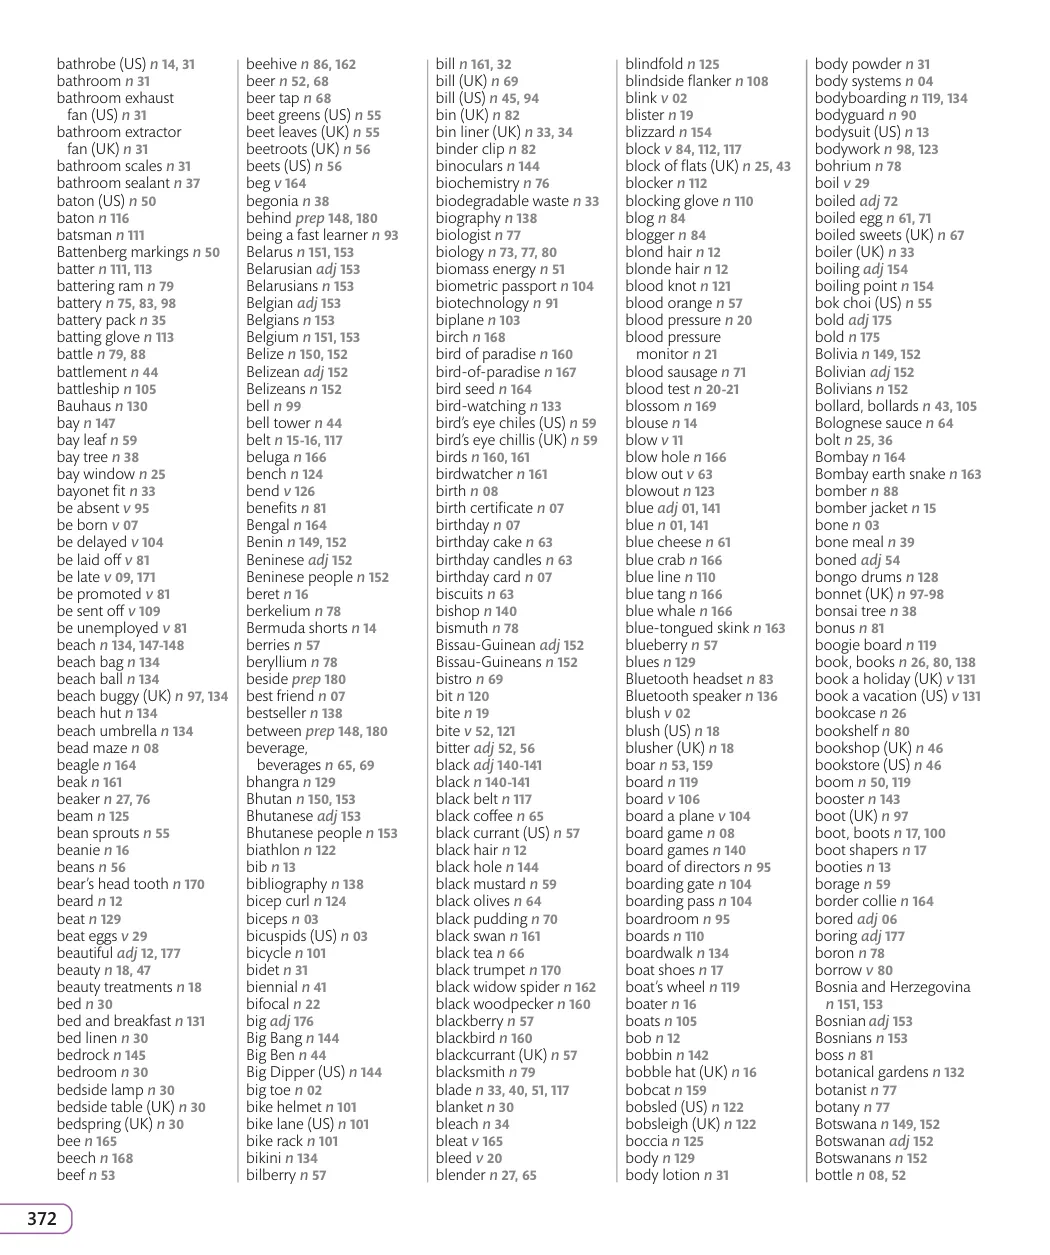 bathrobe (US) n 14, 31
bathroom n 31
bathroom exhaust
fan (US) n 31
bathroom extractor
fan (UK) n 31
bathroom scales n 31
bathroom sealant n 37
baton (US) n 50
baton n 116
batsman n 111
Battenberg markings n 50
batter n 111, 113
battering ram n 79
battery n 75, 83, 98
battery pack n 35
batting glove n 113
battle n 79, 88
battlement n 44
battleship n 105
Bauhaus n 130
bay n 147
bay leaf n 59
bay tree n 38
bay window n 25
bayonet fit n 33
be absent v 95
be born v 07
be delayed v 104
be laid off v 81
be late v 09, 171
be promoted v 81
be sent off v 109
be unemployed v 81
beach n 134, 147-148
beach bag n 134
beach ball n 134
beach buggy (UK) n 97, 134
beach hut n 134
beach umbrella n 134
bead maze n 08
beagle n 164
beak n 161
beaker n 27, 76
beam n 125
bean sprouts n 55
beanie n 16
beans n 56
bear's head tooth n 170
beard n 12
beat n 129
beat eggs v 29
beautiful adj 12, 177
beauty n 18, 47
beauty treatments n 18
bed n 30
bed and breakfast n 131
bed linen n 30
bedrock n 145
bedroom n 30
bedside lamp n 30
bedside table (UK) n 30
bedspring (UK) n 30
bee n 165
beech n 168
beef n 53
beehive n 86, 162
beer n 52, 68
beer tap n 68
beet greens (US) n 55
beet leaves (UK) n 55
beetroots (UK) n 56
beets (US) n 56
beg v 164
begonia n 38
behind prep 148, 180
being a fast learner n 93
Belarus n 151, 153
Belarusian adj 153
Belarusians n 153
Belgian adj 153
Belgians n 153
Belgium n 151, 153
Belize n 150, 152
Belizean adj 152
Belizeans n 152
bell n 99
bell tower n 44
belt n 15-16, 117
beluga n 166
bench n 124
bend v 126
benefits n 81
Bengal n 164
Benin n 149, 152
Beninese adj 152
Beninese people n 152
beret n 16
berkelium n 78
Bermuda shorts n 14
berries n 57
beryllium n 78
beside prep 180
best friend n 07
bestseller n 138
between prep 148, 180
beverage,
beverages n 65, 69
bhangra n 129
Bhutan n 150, 153
Bhutanese adj 153
Bhutanese people n 153
biathlon n 122
bib n 13
bibliography n 138
bicep curl n 124
biceps n 03
bicuspids (US) n 03
bicycle n 101
bidet n 31
biennial n 41
bifocal n 22
big adj 176
Big Bang n 144
Big Ben n 44
Big Dipper (US) n 144
big toe n 02
bike helmet n 101
bike lane (US) n 101
bike rack n 101
bikini n 134
bilberry n 57
bill n 161, 32
bill (UK) n 69
bill (US) n 45, 94
bin (UK) n 82
bin liner (UK) n 33, 34
binder clip n 82
binoculars n 144
biochemistry n 76
biodegradable waste n 33
biography n 138
biologist n 77
biology n 73, 77, 80
biomass energy n 51
biometric passport n 104
biotechnology n 91
biplane n 103
birch n 168
bird of paradise n 160
bird-of-paradise n 167
bird seed n 164
bird-watching n 133
bird's eye chiles (US) n 59
bird's eye chillis (UK) n 59
birds n 160, 161
birdwatcher n 161
birth n 08
birth certificate n 07
birthday n 07
birthday cake n 63
birthday candles n 63
birthday card n 07
biscuits n 63
bishop n 140
bismuth n 78
Bissau-Guinean adj 152
Bissau-Guineans n 152
bistro n 69
bit n 120
bite n 19
bite v 52, 121
bitter adj 52, 56
black adj 140-141
black n 140-141
black belt n 117
black coffee n 65
black currant (US) n 57
black hair n 12
black hole n 144
black mustard n 59
black olives n 64
black pudding n 70
black swan n 161
black tea n 66
black trumpet n 170
black widow spider n 162
black woodpecker n 160
blackberry n 57
blackbird n 160
blackcurrant (UK) n 57
blacksmith n 79
blade n 33, 40, 51, 117
blanket n 30
bleach n 34
bleat v 165
bleed v 20
blender n 27, 65
blindfold n 125
blindside flanker n 108
blink v 02
blister n 19
blizzard n 154
block v 84, 112, 117
block of flats (UK) n 25, 43
blocker n 112
blocking glove n 110
blog n 84
blogger n 84
blond hair n 12
blonde hair n 12
blood knot n 121
blood orange n 57
blood pressure n 20
blood pressure
monitor n 21
blood sausage n 71
blood test n 20-21
blossom n 169
blouse n 14
blow v 11
blow hole n 166
blow out v 63
blowout n 123
blue adj 01, 141
blue n 01, 141
blue cheese n 61
blue crab n 166
blue line n 110
blue tang n 166
blue whale n 166
blue-tongued skink n 163
blueberry n 57
blues n 129
Bluetooth headset n 83
Bluetooth speaker n 136
blush v 02
blush (US) n 18
blusher (UK) n 18
boar n 53, 159
board n 119
board v 106
board a plane v 104
board game n 08
board games n 140
board of directors n 95
boarding gate n 104
boarding pass n 104
boardroom n 95
boards n 110
boardwalk n 134
boat shoes n 17
boat's wheel n 119
boater n 16
boats n 105
bob n 12
bobbin n 142
bobble hat (UK) n 16
bobcat n 159
bobsled (US) n 122
bobsleigh (UK) n 122
boccia n 125
body n 129
body lotion n 31
body powder n 31
body systems n 04
bodyboarding n 119, 134
bodyguard n 90
bodysuit (US) n 13
bodywork n 98, 123
bohrium n 78
boil v 29
boiled adj 72
boiled egg n 61, 71
boiled sweets (UK) n 67
boiler (UK) n 33
boiling adj 154
boiling point n 154
bok choi (US) n 55
bold adj 175
bold n 175
Bolivia n 149, 152
Bolivian adj 152
Bolivians n 152
bollard, bollards n 43, 105
Bolognese sauce n 64
bolt n 25, 36
Bombay n 164
Bombay earth snake n 163
bomber n 88
bomber jacket n 15
bone n 03
bone meal n 39
boned adj 54
bongo drums n 128
bonnet (UK) n 97-98
bonsai tree n 38
bonus n 81
boogie board n 119
book, books n 26, 80, 138
book a holiday (UK) v 131
book a vacation (US) v 131
bookcase n 26
bookshelf n 80
bookshop (UK) n 46
bookstore (US) n 46
boom n 50, 119
booster n 143
boot (UK) n 97
boot, boots n 17, 100
boot shapers n 17
booties n 13
borage n 59
border collie n 164
bored adj 06
boring adj 177
boron n 78
borrow v 80
Bosnia and Herzegovina
n 151, 153
Bosnian adj 153
Bosnians n 153
boss n 81
botanical gardens n 132
botanist n 77
botany n 77
Botswana n 149, 152
Botswanan adj 152
Botswanans n 152
bottle n 08, 52
372